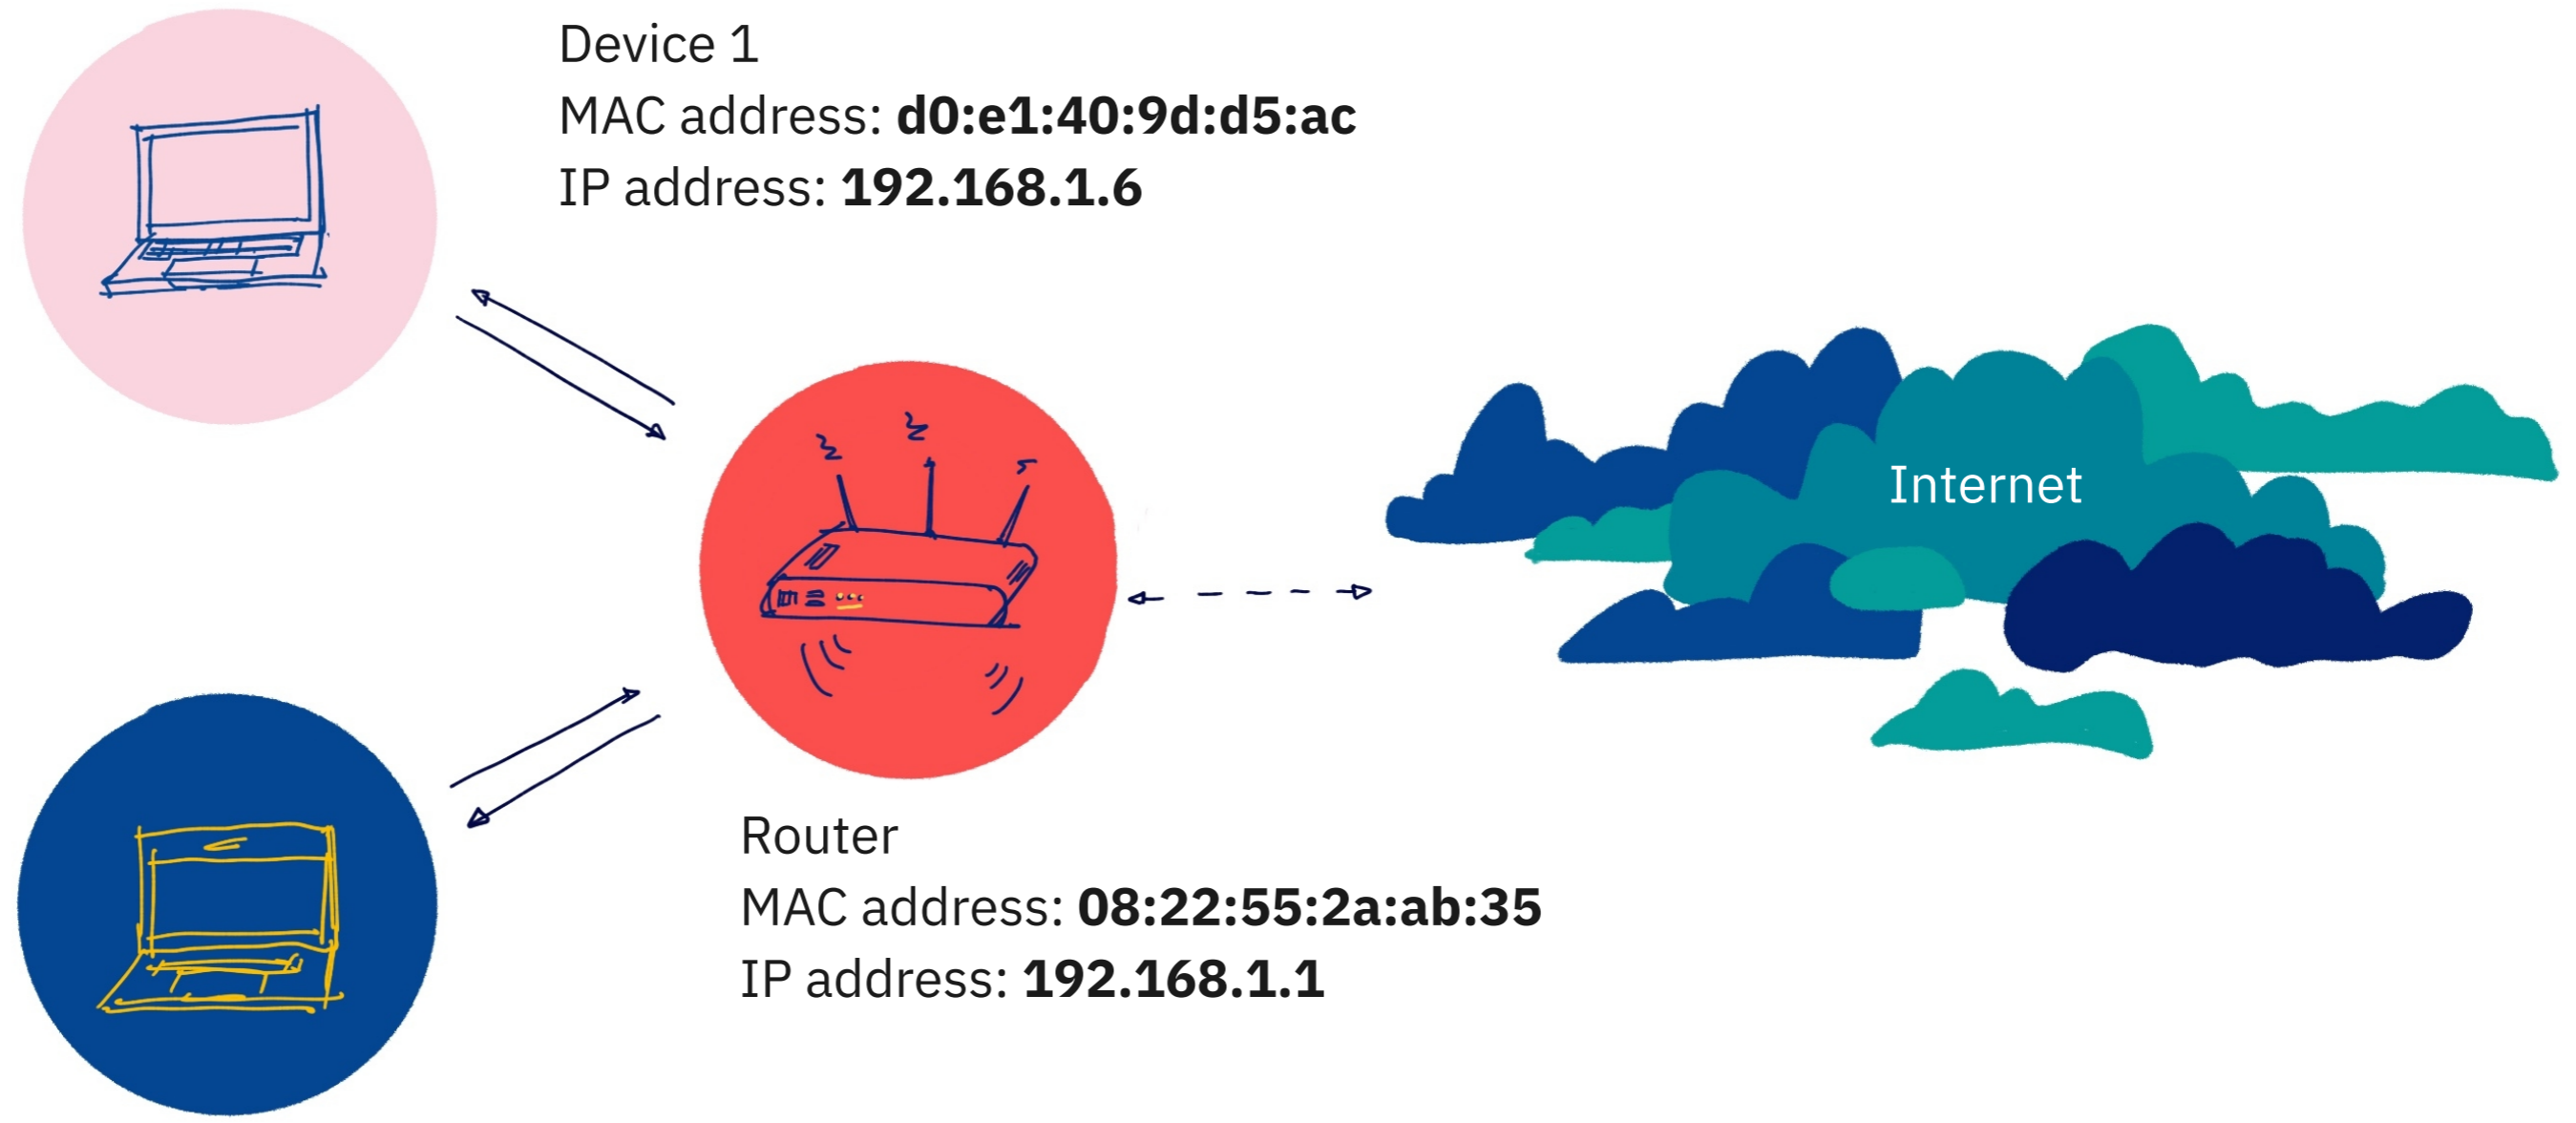 Device 1
MAC address: d0:e1:40:9d:d5:ac
IP address: 192.168.1.6
Internet
Router
MAC address: 08:22:55:2a:ab:35
IP address: 192.168.1.1